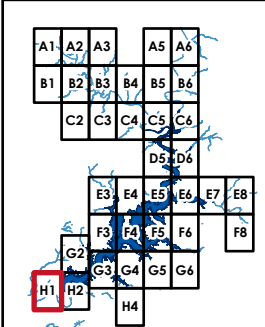 A1 A2 A3 A5 A6
B1 B2 B3 B4 B5 B6
C2 C3 C4 C5 C6
D5 D6
E3 E4 E5 E6 E7 E8
F3 F4 F5 F6 F8
G2 G3 G4 G5 G6
H1 H2
H4